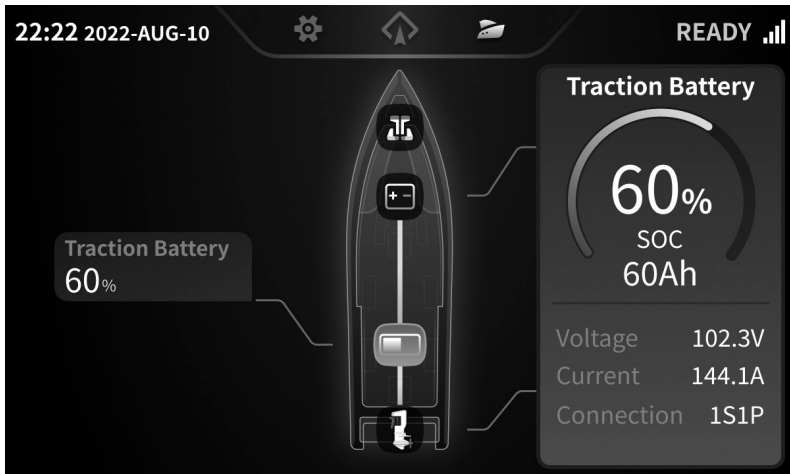 22:22 2022-AUG-10
READY
Traction Battery
60%
SOC
60Ah
Traction Battery
60%
Voltage 102.3V
Current 144.1A
Connection 1S1P